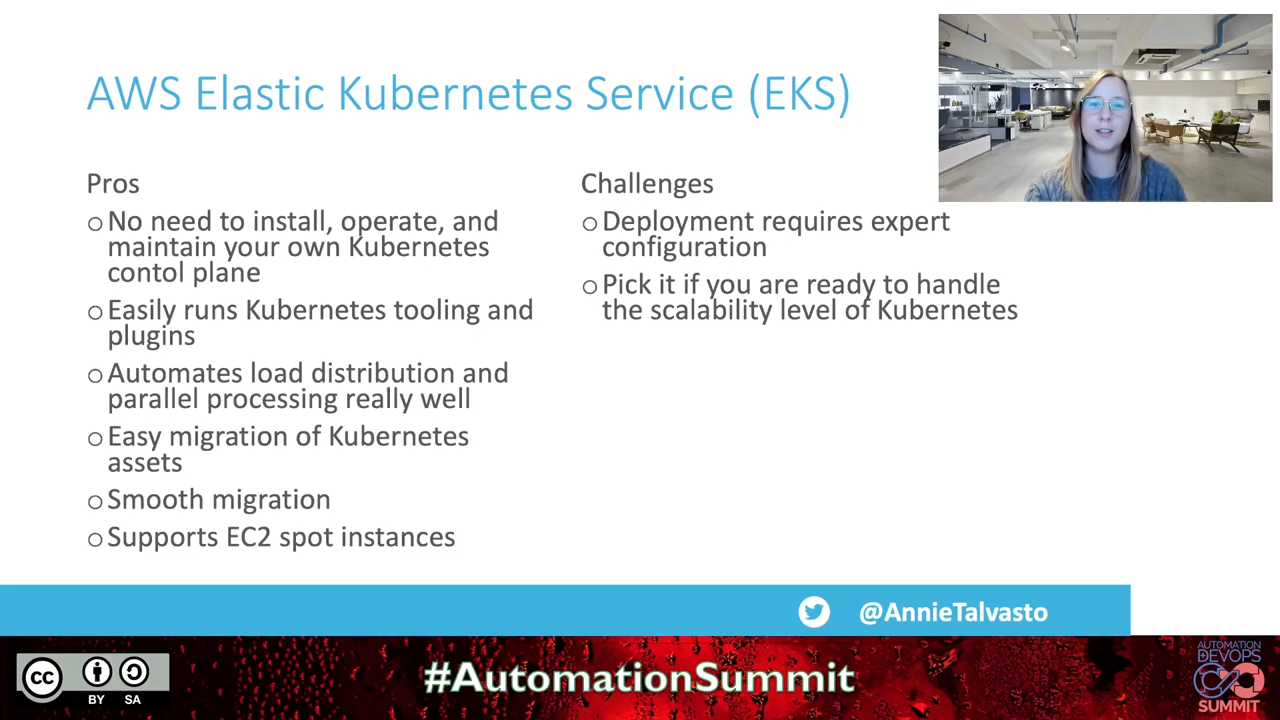 AWS Elastic Kubernetes Service (EKS)
Pros
No need to install, operate, and
maintain your own Kubernetes
contol plane
Easily runs Kubernetes tooling and
plugins
Automates load distribution and
parallel processing really well
Easy migration of Kubernetes
assets
Smooth migration
Supports EC2 spot instances
Challenges
Deployment requires expert
configuration
Pick it if you are ready to handle
the scalability level of Kubernetes
@AnnieTalvasto
cc
BY SA
#AutomationSummit
AUTOMATION
DEVOPS
SUMMIT